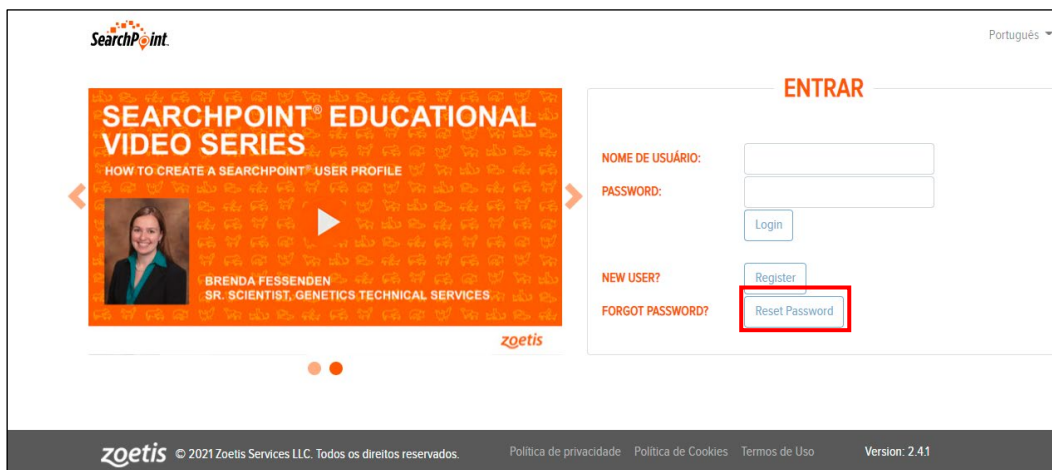 SearchPoint.
Português
SEARCHPOINT® EDUCATIONAL
VIDEO SERIES
HOW TO CREATE A SEARCHPOINT® USER PROFILE
BRENDA FESSENDEN
SR. SCIENTIST, GENETICS TECHNICAL SERVICES
zoetis
ENTRAR
NOME DE USUÁRIO:
PASSWORD:
Login
NEW USER? Register
FORGOT PASSWORD? Reset Password
zoetis © 2021 Zoetis Services LLC. Todos os direitos reservados. Política de privacidade Política de Cookies Termos de Uso Version: 2.4.1